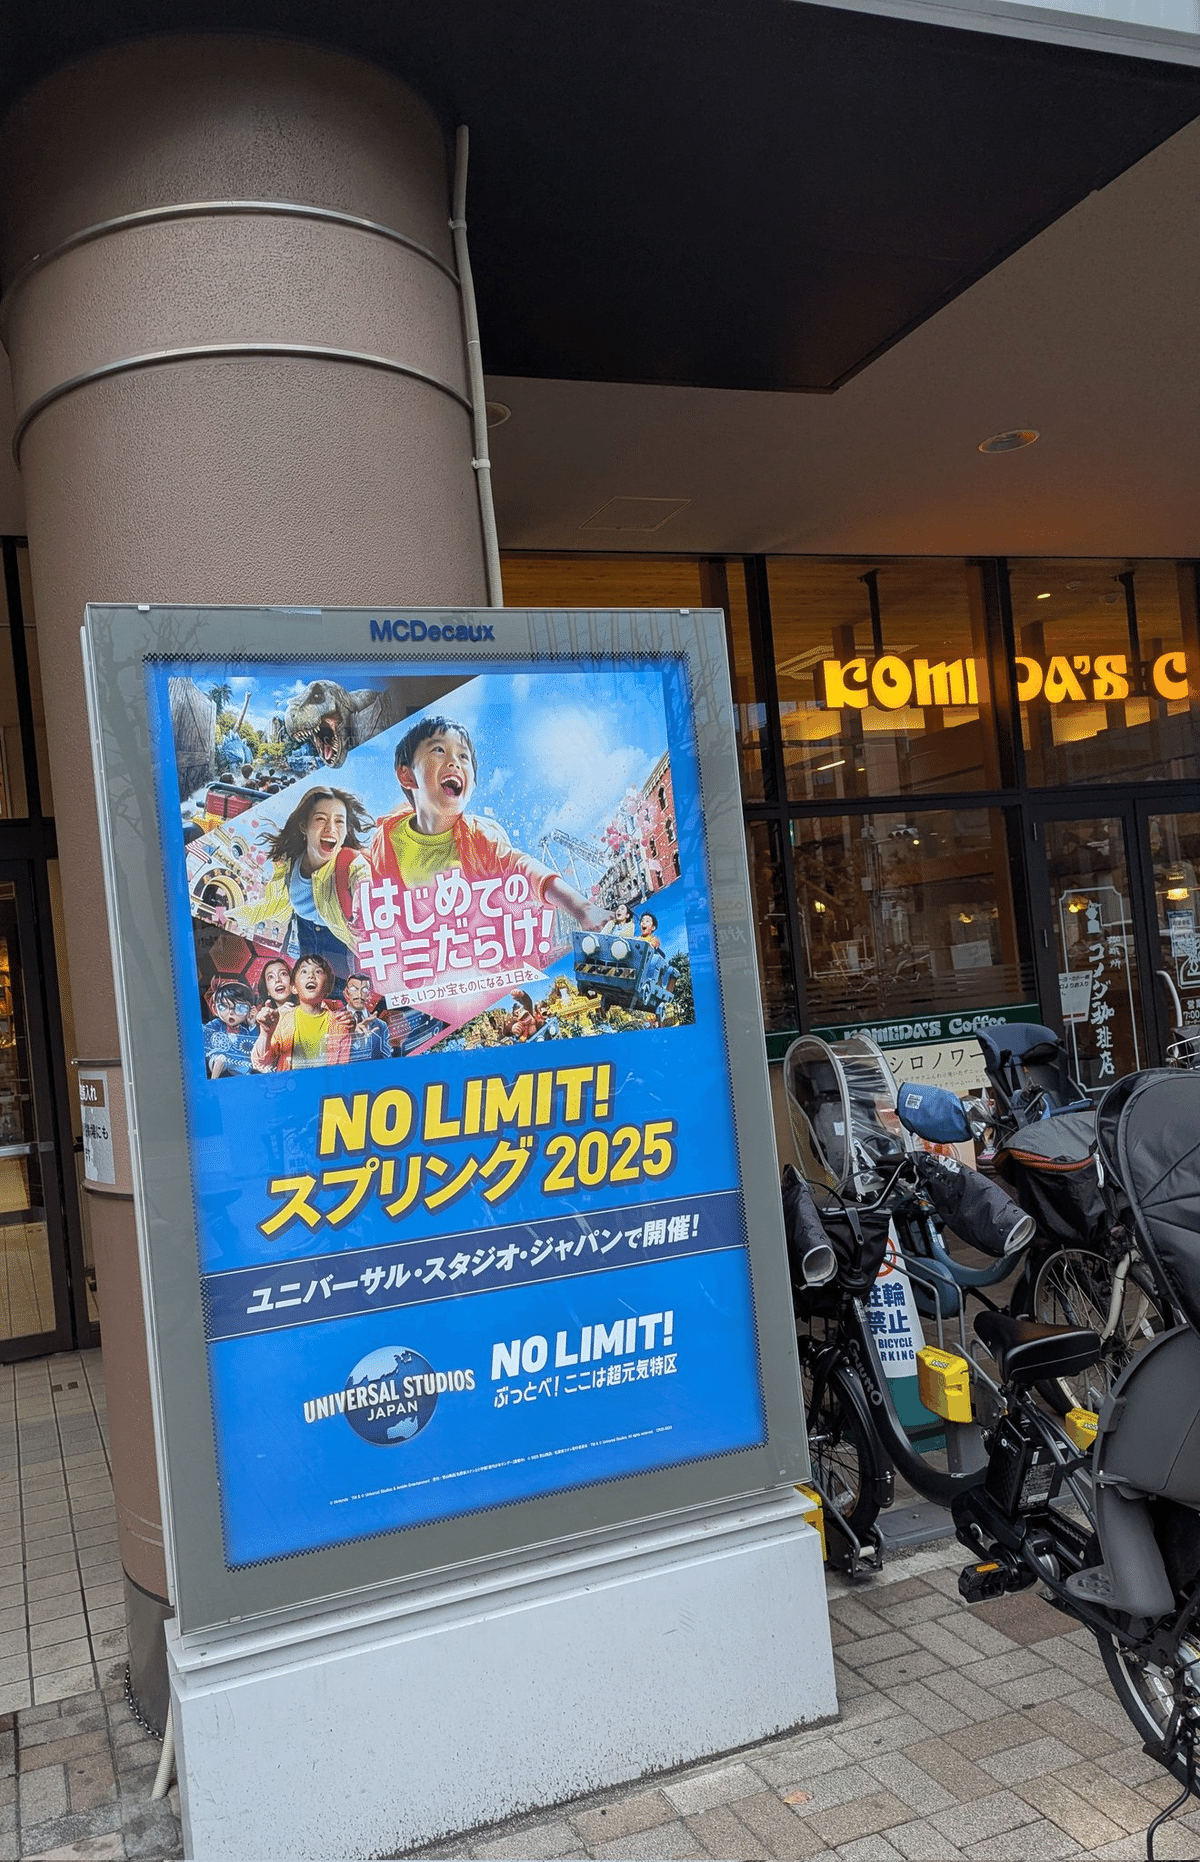 MCDecaux
はじめての
キミだらけ!
さあ、いつか宝ものになる1日を。
NO LIMIT!
スプリング 2025
ユニバーサル・スタジオ・ジャパンで開催!
UNIVERSAL STUDIOS
JAPAN
NO LIMIT!
ぶっとべ!ここは超元気特区
KOMEDA'S C
KOMEDA'S Coffee
シロノワー
コメダ珈琲店
駐輪
禁止
BICYCLE
RKING